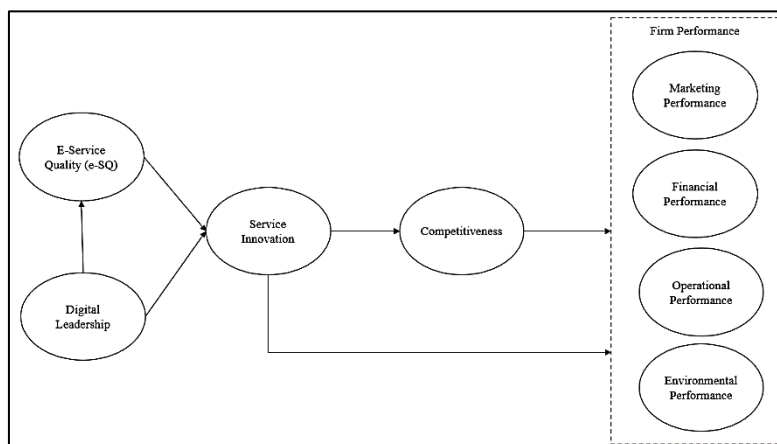 Firm Performance
Marketing
Performance
E-Service
Quality (e-SQ)
Financial
Performance
Service
Innovation
Competitiveness
Operational
Performance
Digital
Leadership
Environmental
Performance